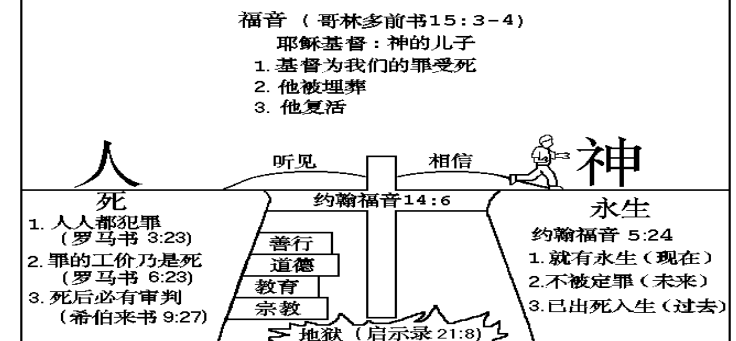 福音（哥林多前书15:3-4)
耶稣基督：神的儿子
1. 基督为我们的罪受死
2. 他被埋葬
3. 他复活
人
听见
相信
神
死
约翰福音14:6
永生
1. 人人都犯罪
（罗马书 3:23)
2. 罪的工价乃是死
（罗马书 6:23)
3. 死后必有审判
（希伯来书 9:27)
善行
道德
教育
宗教
地狱（启示录 21:8)
约翰福音 5:24
1.就有永生（现在）
2.不被定罪（未来）
3.已出死入生（过去）